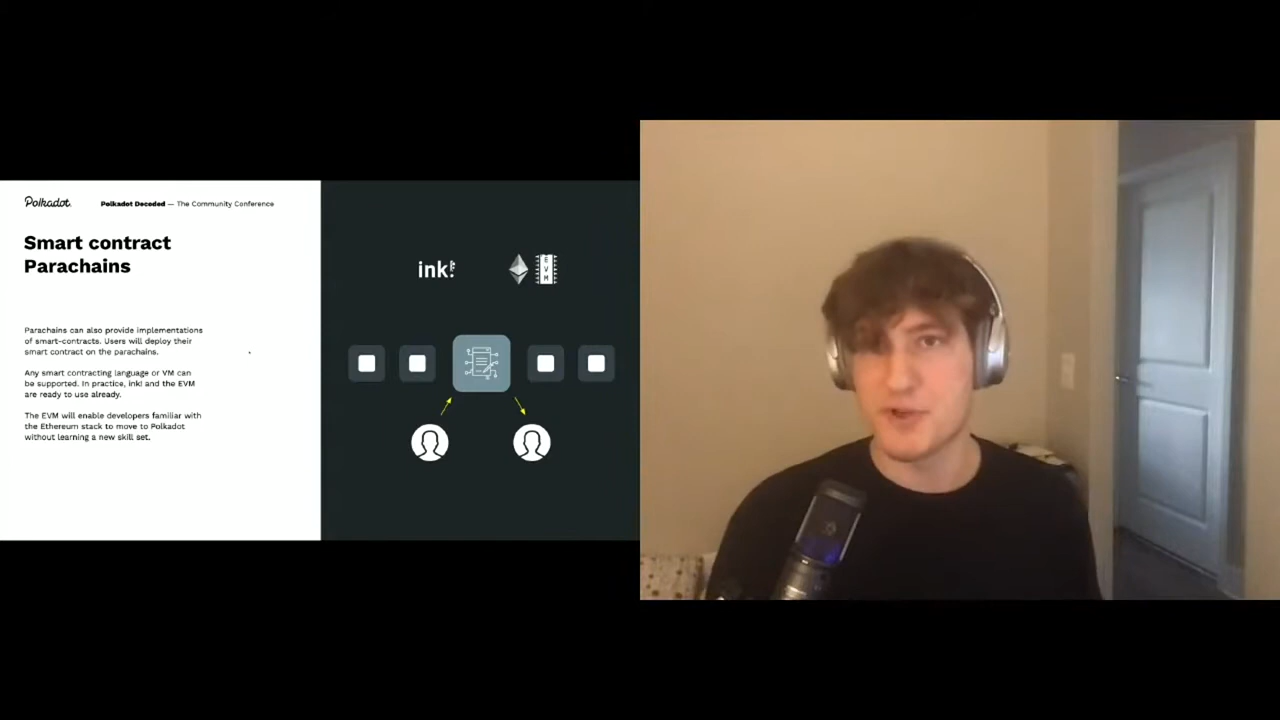 Polkadot.
Polkadot Decoded — The Community Conference
Smart contract
Parachains
Parachains can also provide implementations
of smart-contracts. Users will deploy their
smart contract on the parachains.
Any smart contracting language or VM can
be supported. In practice, ink! and the EVM
are ready to use already.
The EVM will enable developers familiar with
the Ethereum stack to move to Polkadot
without learning a new skill set.
ink!
EVM